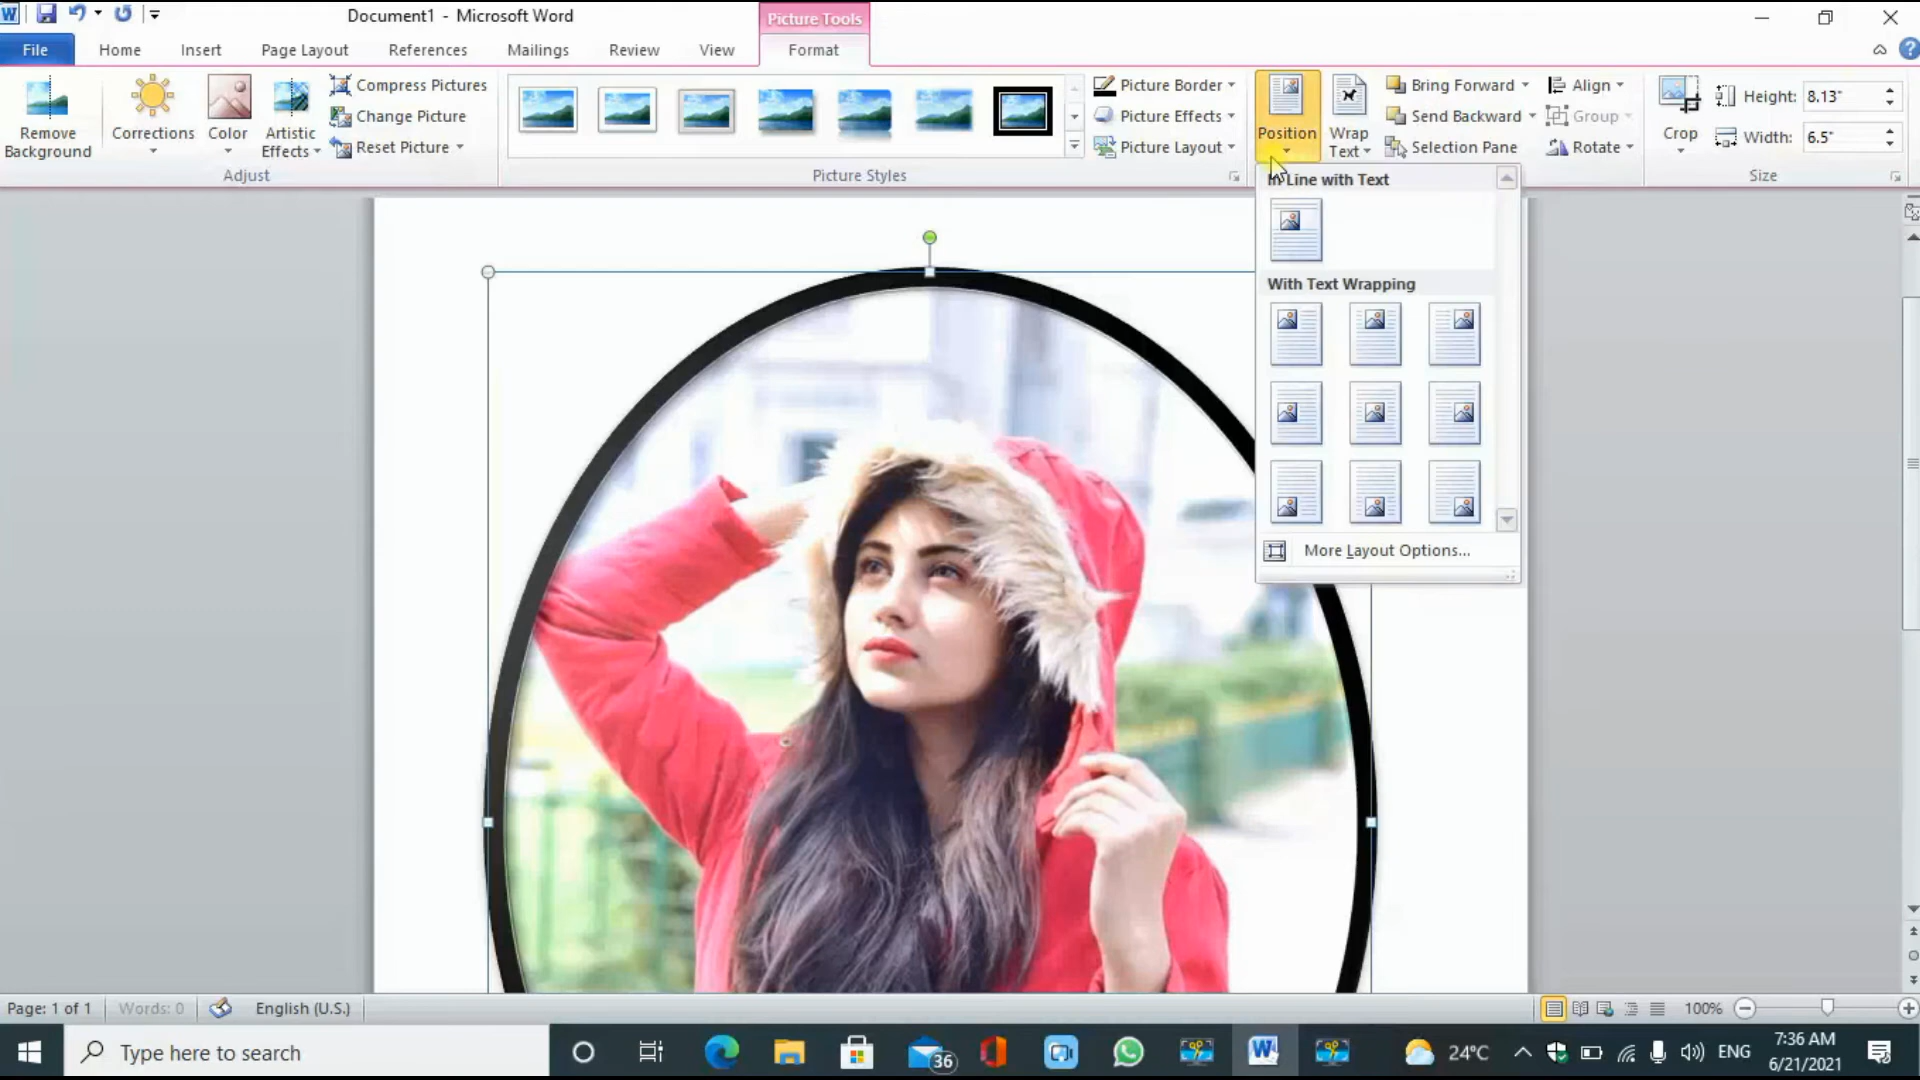 W Document1 - Microsoft Word Picture Tools
File Home Insert Page Layout References Mailings Review View Format ?
Remove Background
Corrections
Color
Artistic Effects
Compress Pictures
Change Picture
Reset Picture
Adjust
Picture Styles
Picture Border
Picture Effects
Picture Layout
Position
Wrap Text
Bring Forward
Send Backward
Selection Pane
Align
Group
Rotate
Crop
Height: 8.13"
Width: 6.5"
Size
In Line with Text
With Text Wrapping
More Layout Options...
Page: 1 of 1 Words: 0 English (U.S.) 100%
Type here to search 36 W 24°C ENG 7:36 AM
6/21/2021